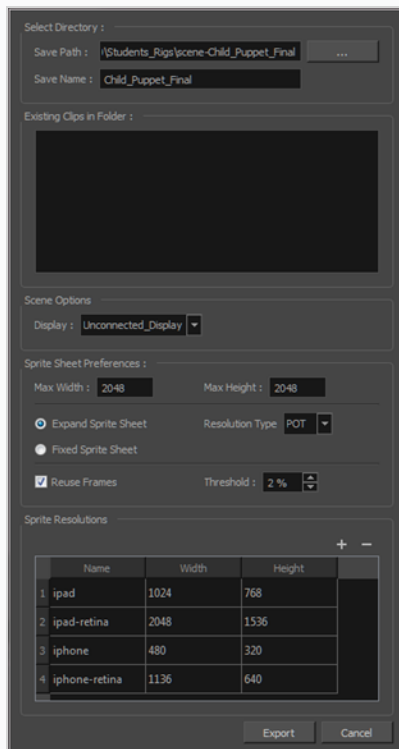 Select Directory :
Save Path : !\Students_Rigs\scene-Child_Puppet_Final ...
Save Name : Child_Puppet_Final
Existing Clips in Folder :
Scene Options
Display : Unconnected_Display
Sprite Sheet Preferences :
Max Width : 2048 Max Height : 2048
Expand Sprite Sheet Resolution Type POT
Fixed Sprite Sheet
Reuse Frames Threshold : 2 %
Sprite Resolutions
+ −
Name Width Height
1 ipad 1024 768
2 ipad-retina 2048 1536
3 iphone 480 320
4 iphone-retina 1136 640
Export Cancel